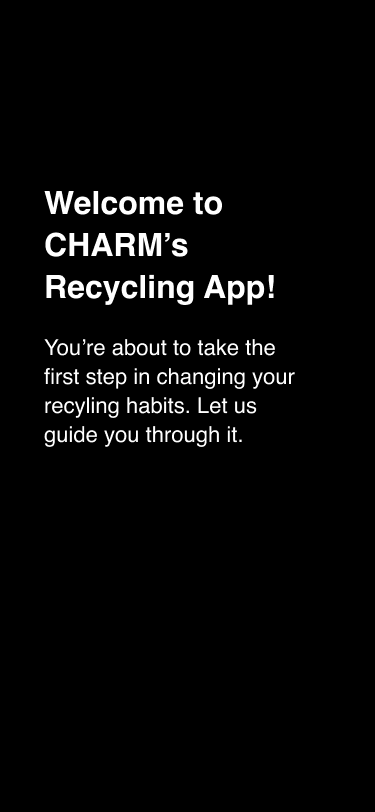 Welcome to
CHARM’s
Recycling App!
You’re about to take the
first step in changing your
recyling habits. Let us
guide you through it.